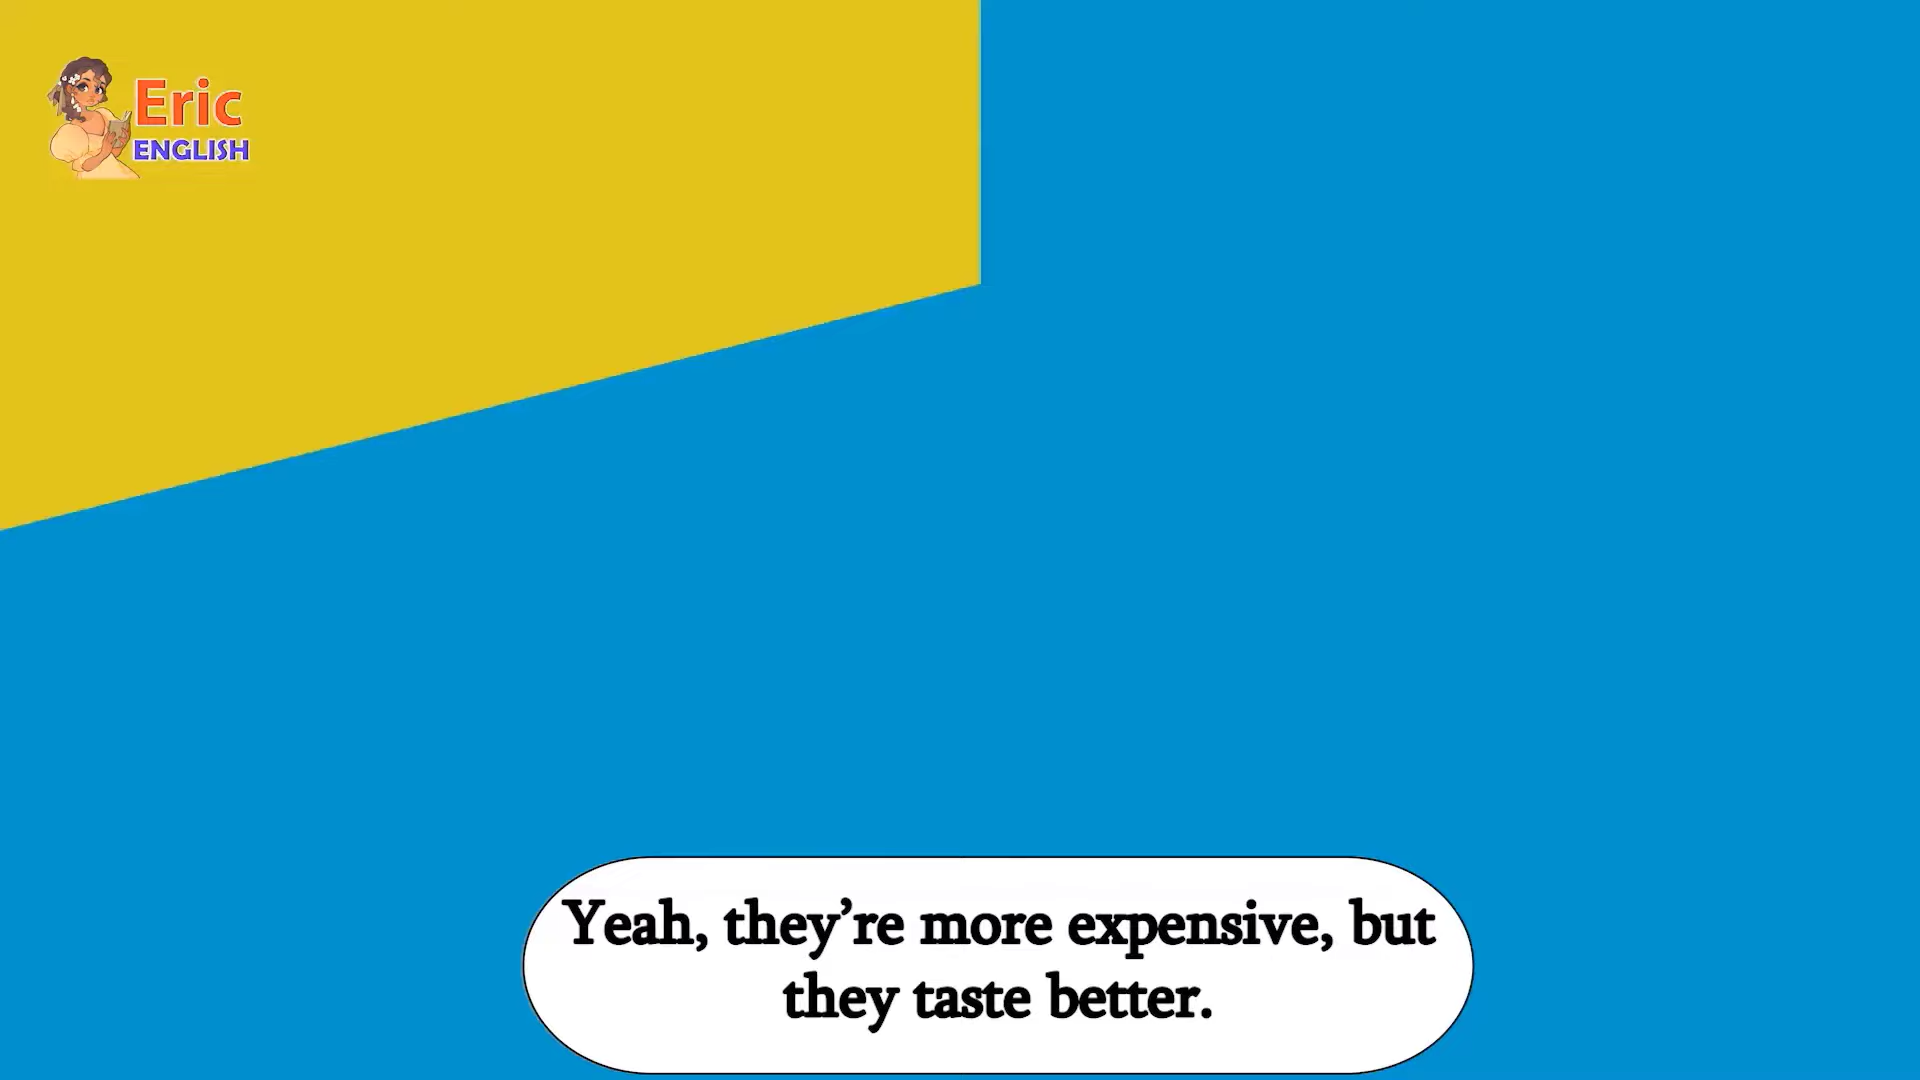 Eric
ENGLISH
Yeah, they’re more expensive, but
they taste better.